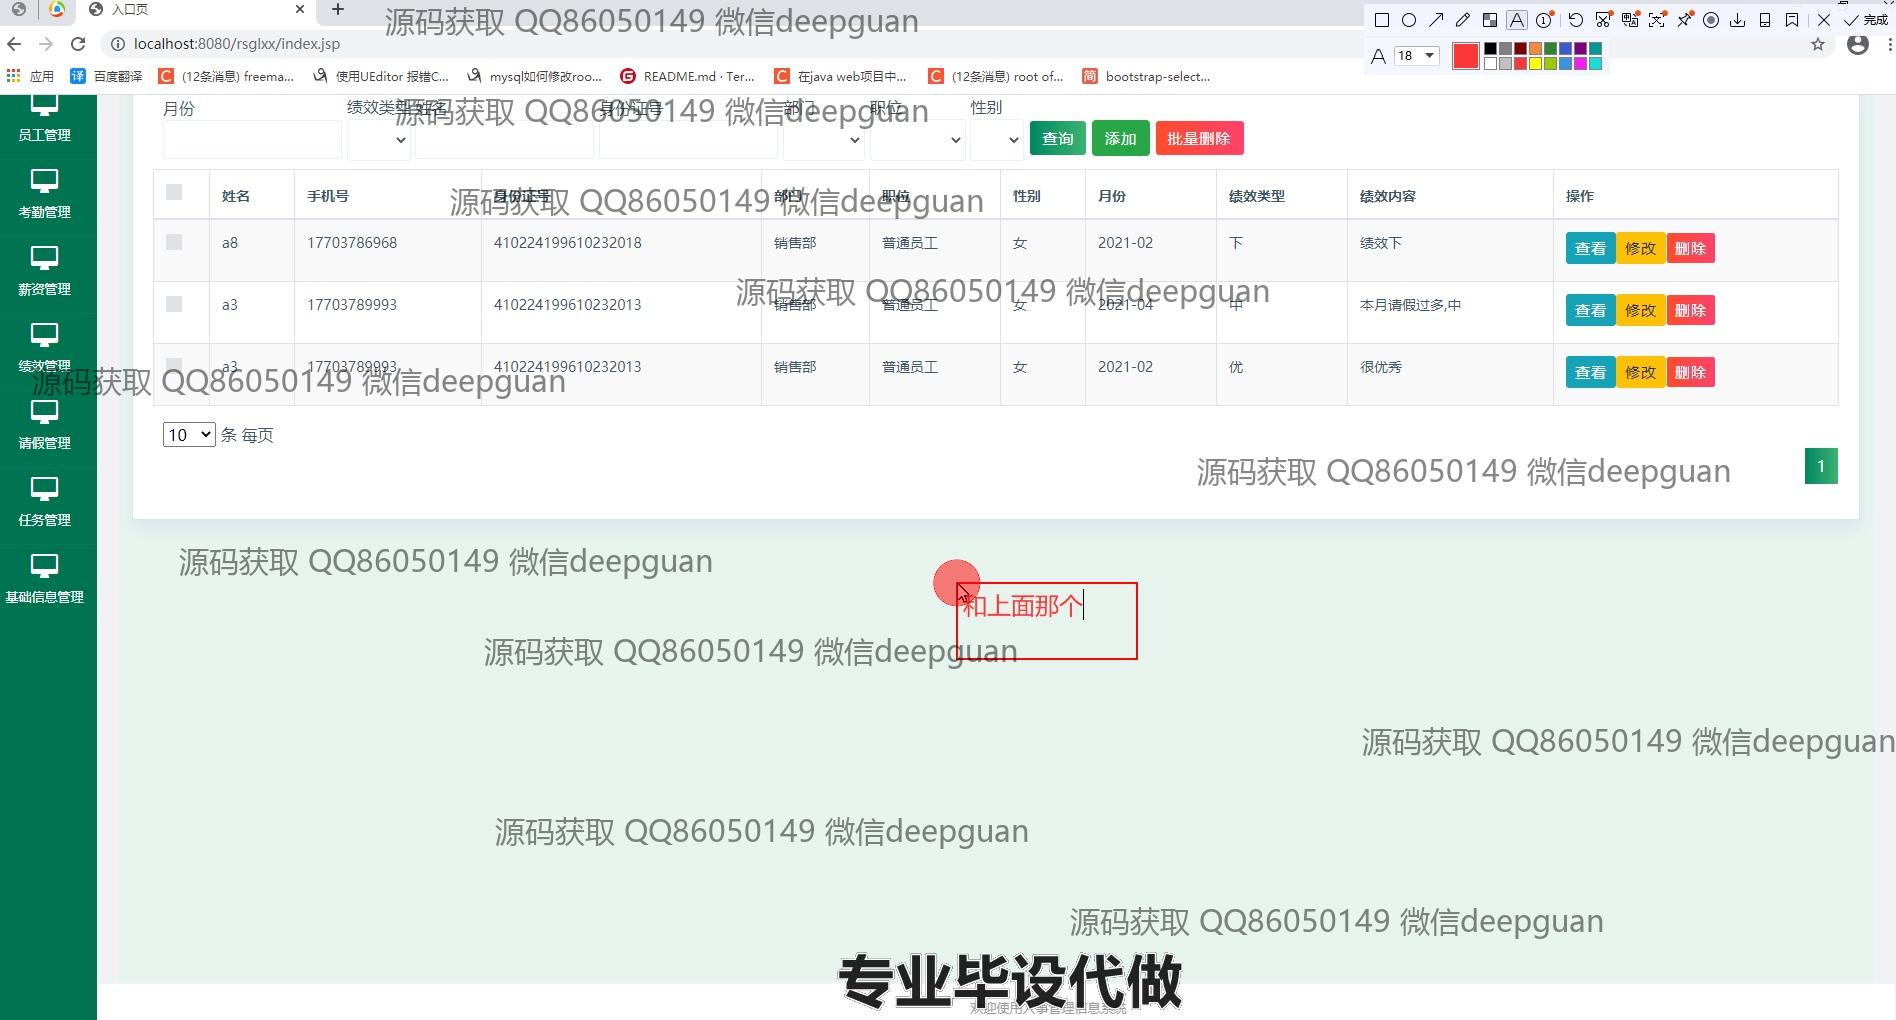 入口页
源码获取 QQ86050149 微信deepguan
完成
localhost:8080/rsglxx/index.jsp
18
应用
百度翻译
(12条消息) freema...
使用UEditor 报错C...
mysql如何修改roo...
README.md · Ter...
在java web项目中...
(12条消息) root of...
bootstrap-select...
员工管理
考勤管理
薪资管理
绩效管理
请假管理
任务管理
基础信息管理
月份 绩效类型 姓名 身份证号 部门 职位 性别
源码获取 QQ86050149 微信deepguan
查询 添加 批量删除
姓名 手机号 身份证号 部门 职位 性别 月份 绩效类型 绩效内容 操作
源码获取 QQ86050149 微信deepguan
a8 17703786968 410224199610232018 销售部 普通员工 女 2021-02 下 绩效下 查看 修改 删除
源码获取 QQ86050149 微信deepguan
a3 17703789993 410224199610232013 销售部 普通员工 女 2021-04 中 本月请假过多,中 查看 修改 删除
a3 17703789993 410224199610232013 销售部 普通员工 女 2021-02 优 很优秀 查看 修改 删除
源码获取 QQ86050149 微信deepguan
10 条 每页
源码获取 QQ86050149 微信deepguan
1
源码获取 QQ86050149 微信deepguan
和上面那个
源码获取 QQ86050149 微信deepguan
源码获取 QQ86050149 微信deepguan
源码获取 QQ86050149 微信deepguan
源码获取 QQ86050149 微信deepguan
专业毕设代做
欢迎使用人事管理信息系统